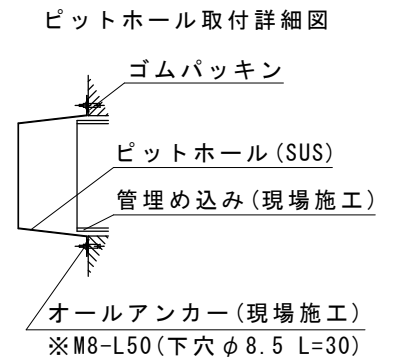 ピットホール取付詳細図
ゴムパッキン
ピットホール(SUS)
管埋め込み(現場施工)
オールアンカー(現場施工)
※M8-L50(下穴φ8.5 L=30)